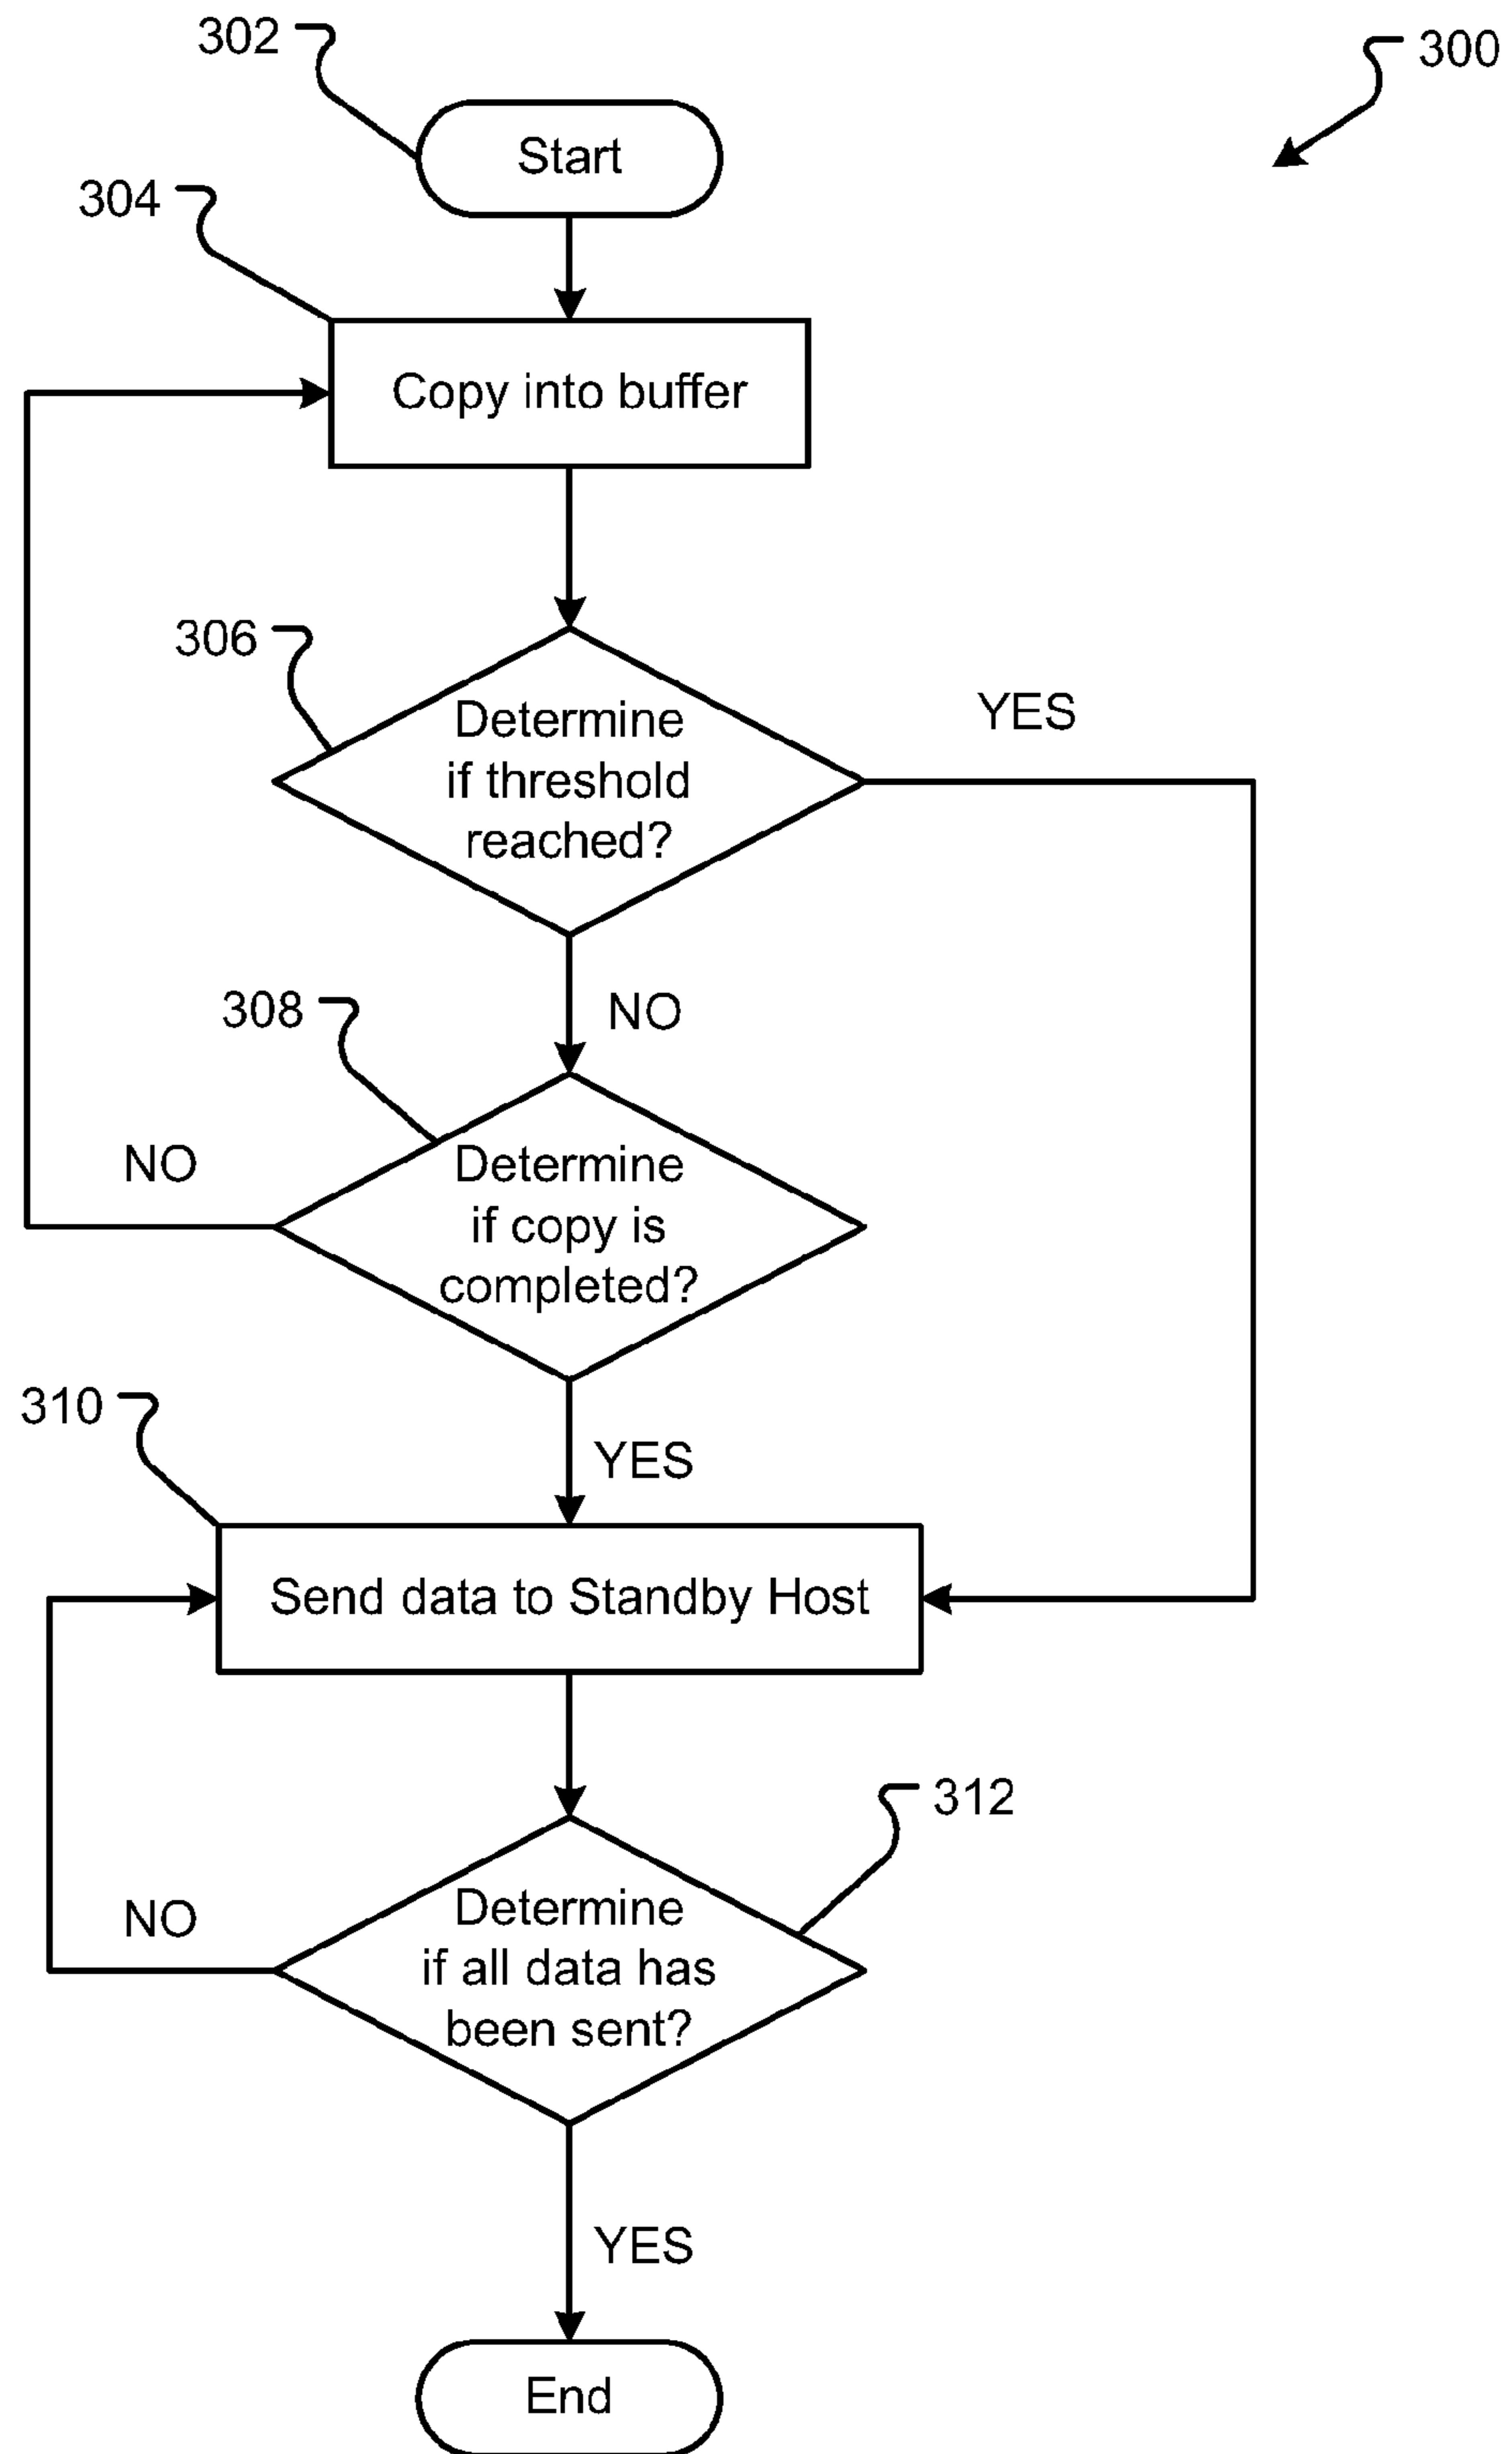 302
300
Start
304
Copy into buffer
306
Determine
if threshold
reached?
YES
308
NO
NO
Determine
if copy is
completed?
310
YES
Send data to Standby Host
312
NO
Determine
if all data has
been sent?
YES
End